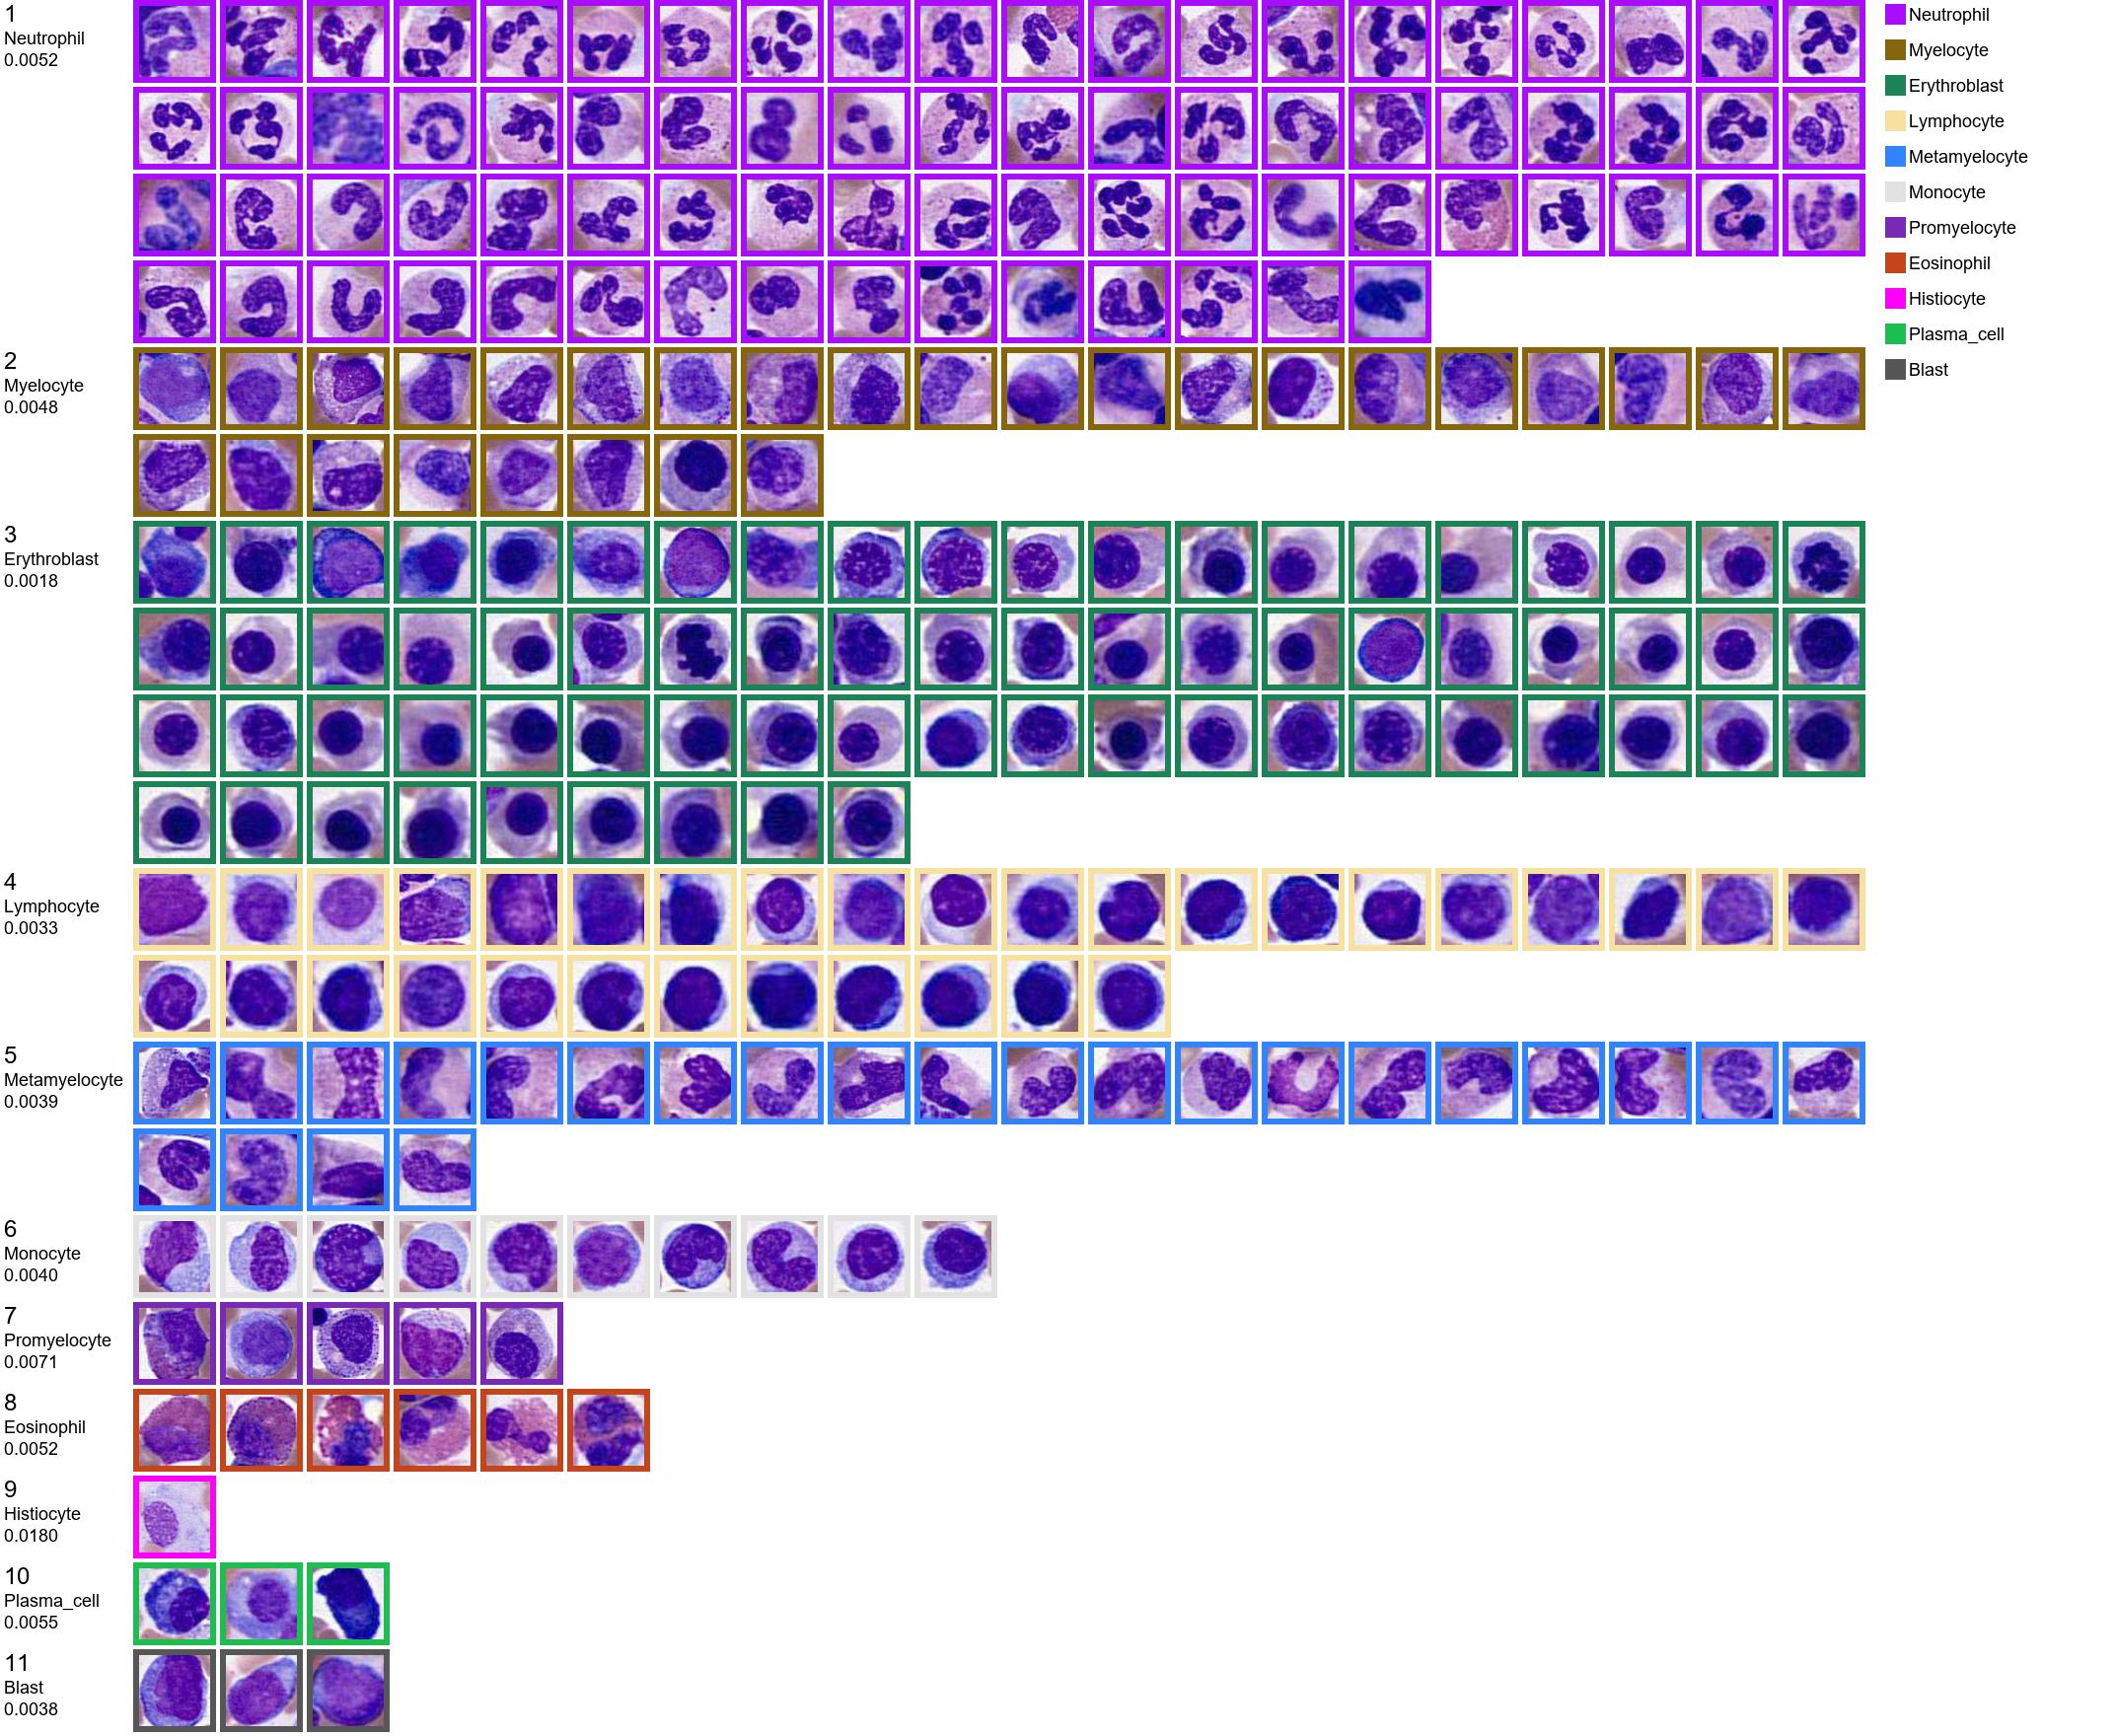 1
Neutrophil
0.0052
2
Myelocyte
0.0048
3
Erythroblast
0.0018
4
Lymphocyte
0.0033
5
Metamyelocyte
0.0039
6
Monocyte
0.0040
7
Promyelocyte
0.0071
8
Eosinophil
0.0052
9
Histiocyte
0.0180
10
Plasma_cell
0.0055
11
Blast
0.0038
Neutrophil
Myelocyte
Erythroblast
Lymphocyte
Metamyelocyte
Monocyte
Promyelocyte
Eosinophil
Histiocyte
Plasma_cell
Blast